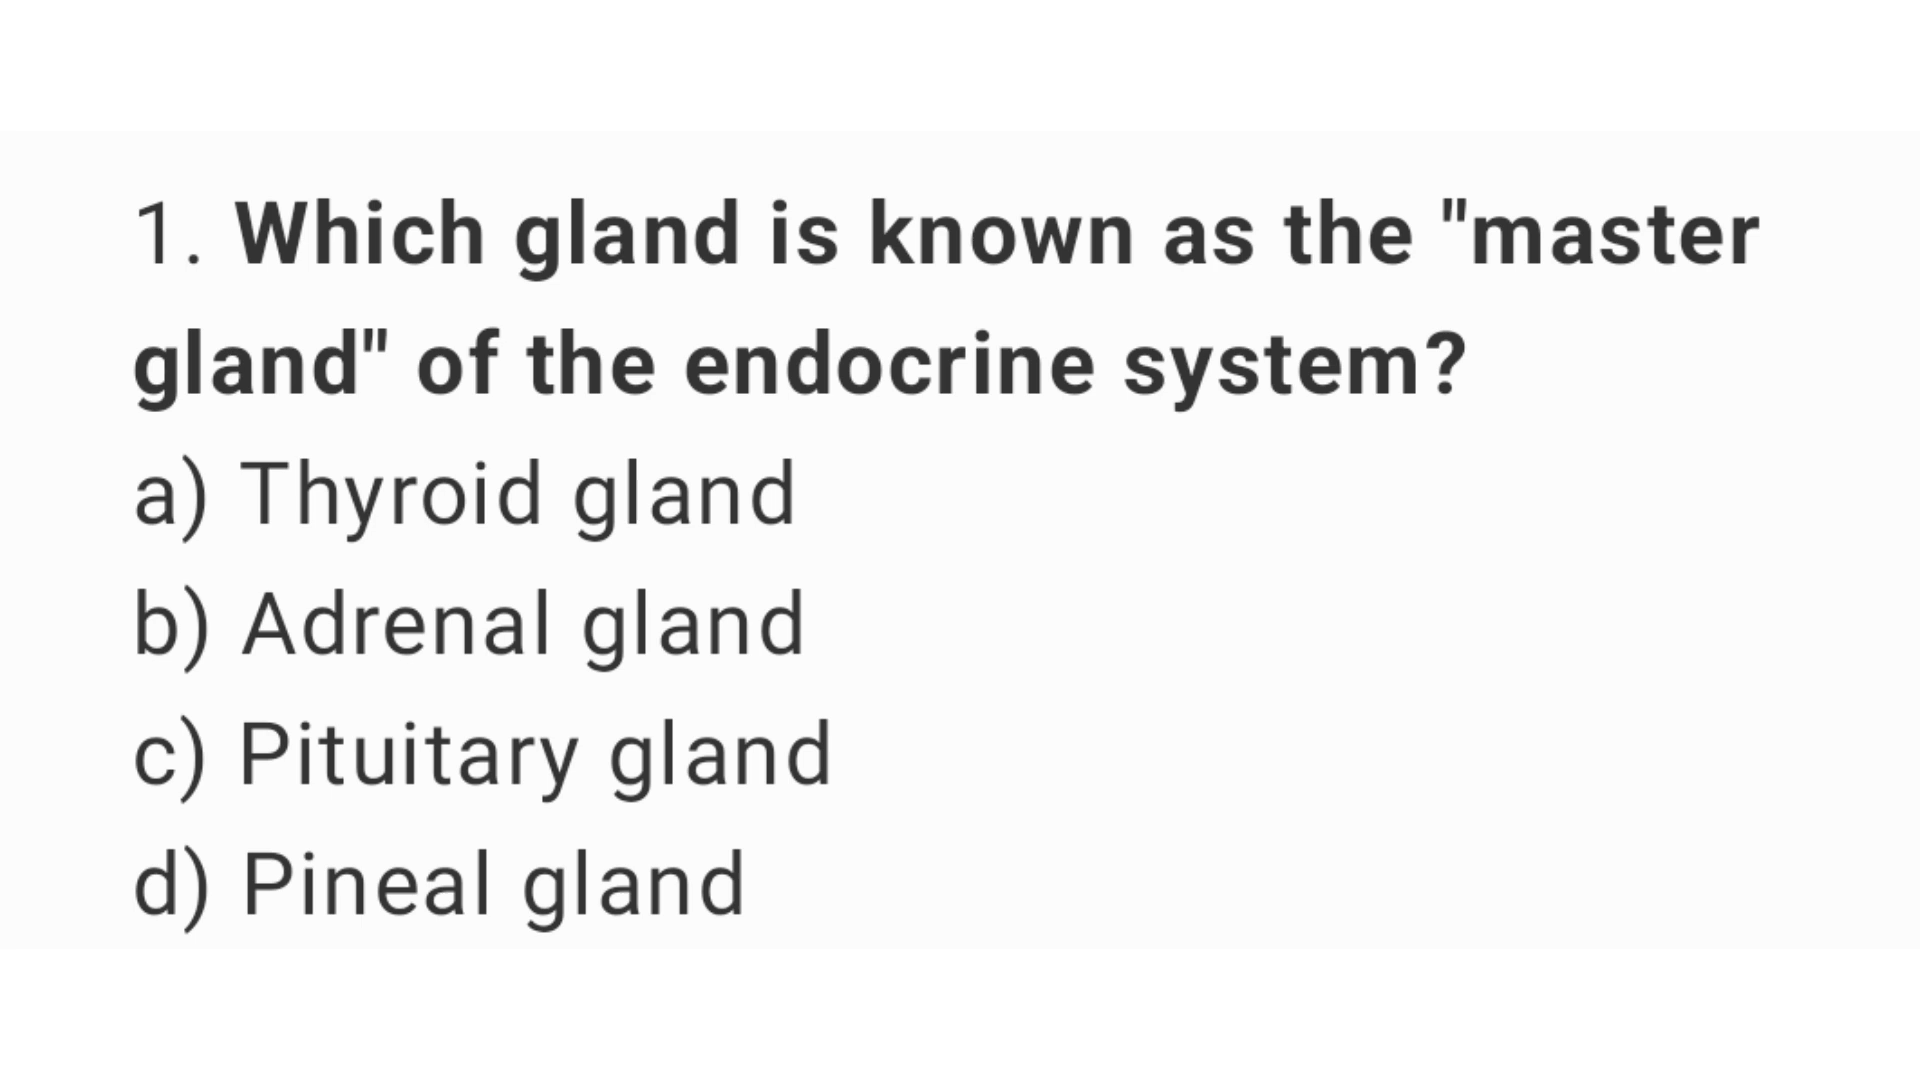 1. Which gland is known as the "master
gland" of the endocrine system?
a) Thyroid gland
b) Adrenal gland
c) Pituitary gland
d) Pineal gland